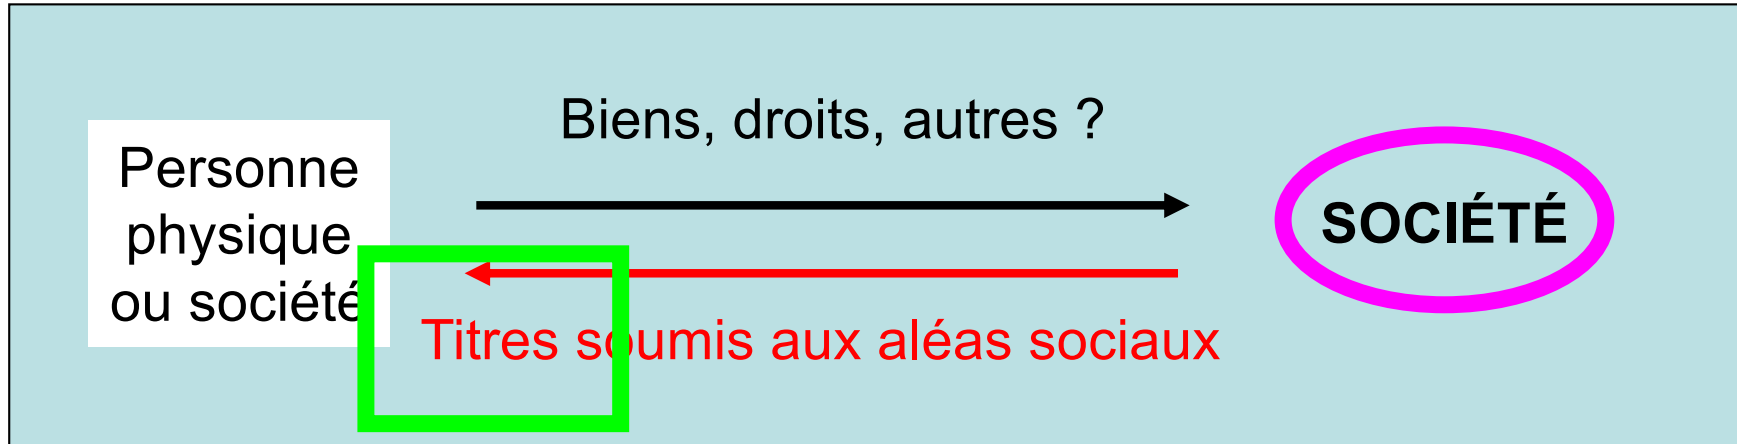 Biens, droits, autres ?
Personne
physique
ou société
SOCIÉTÉ
Titres soumis aux aléas sociaux